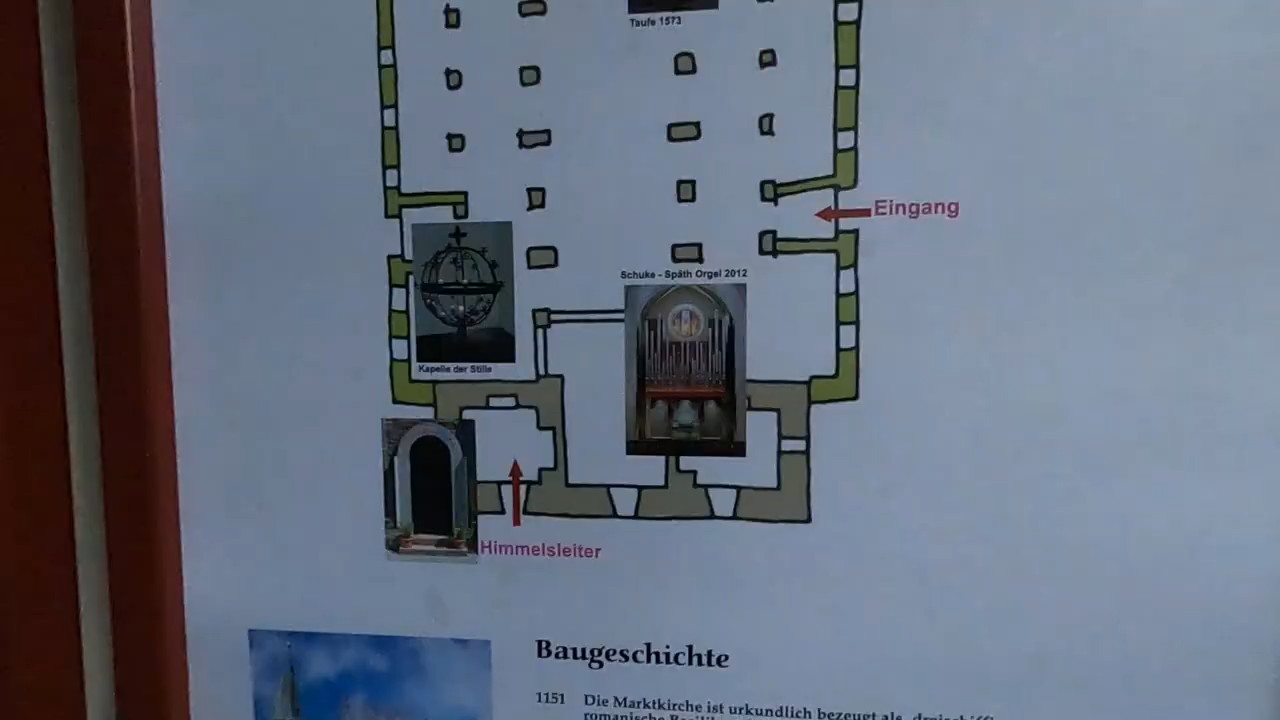 Taufe 1573
Eingang
Schuke - Späth Orgel 2012
Kapelle der Stille
Himmelsleiter
Baugeschichte
1151 Die Marktkirche ist urkundlich bezeugt als
romanische